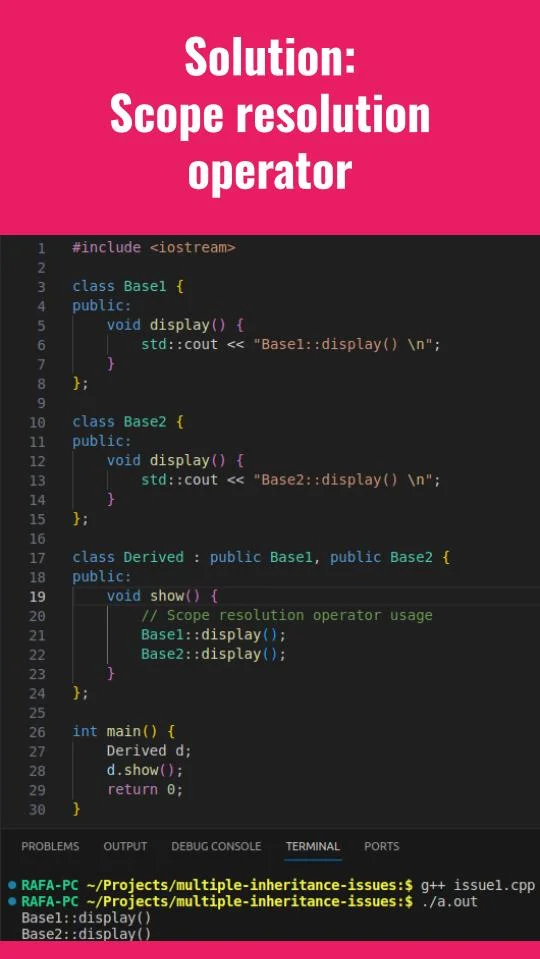 Solution:
Scope resolution
operator
1 #include <iostream>
2
3 class Base1 {
4 public:
5     void display() {
6         std::cout << "Base1::display() \n";
7     }
8 };
9
10 class Base2 {
11 public:
12     void display() {
13         std::cout << "Base2::display() \n";
14     }
15 };
16
17 class Derived : public Base1, public Base2 {
18 public:
19     void show() {
20         // Scope resolution operator usage
21         Base1::display();
22         Base2::display();
23     }
24 };
25
26 int main() {
27     Derived d;
28     d.show();
29     return 0;
30 }
PROBLEMS OUTPUT DEBUG CONSOLE TERMINAL PORTS
RAFA-PC ~/Projects/multiple-inheritance-issues:$ g++ issue1.cpp
RAFA-PC ~/Projects/multiple-inheritance-issues:$ ./a.out
Base1::display()
Base2::display()